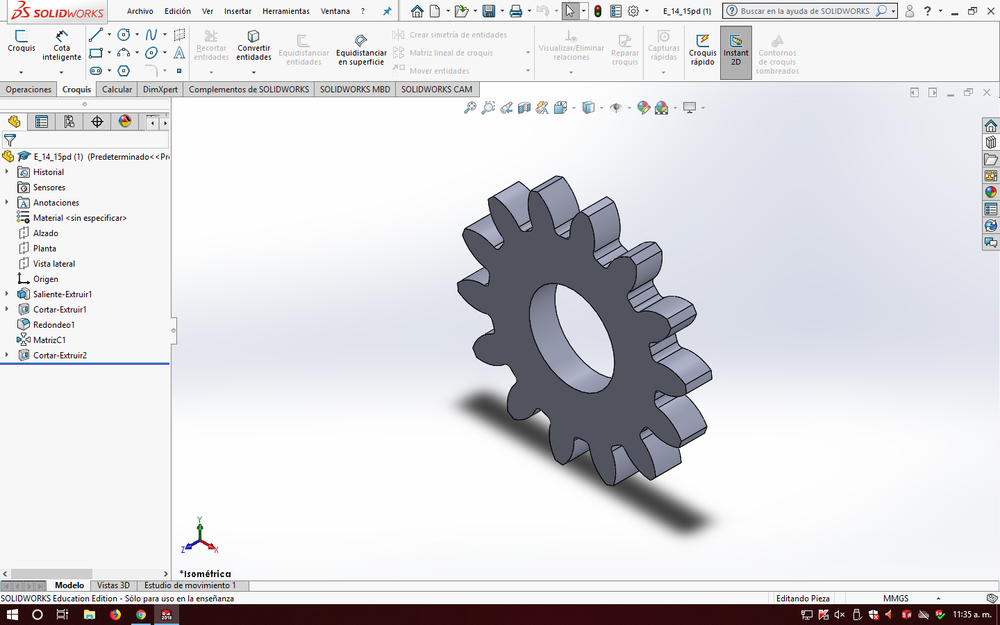 SOLIDWORKS
Archivo Edición Ver Insertar Herramientas Ventana ?
E_14_15pd (1)
Buscar en la ayuda de SOLIDWORKS
?
Croquis
Cota inteligente
Recortar entidades
Convertir entidades
Equidistanciar entidades
Equidistanciar en superficie
Crear simetría de entidades
Matriz lineal de croquis
Mover entidades
Visualizar/Eliminar relaciones
Reparar croquis
Capturas rápidas
Croquis rápido
Instant 2D
Contornos de croquis sombreados
Operaciones Croquis Calcular DimXpert Complementos de SOLIDWORKS SOLIDWORKS MBD SOLIDWORKS CAM
E_14_15pd (1) (Predeterminado<<Pr
Historial
Sensores
Anotaciones
Material <sin especificar>
Alzado
Planta
Vista lateral
Origen
Saliente-Extruir1
Cortar-Extruir1
Redondeo1
MatrizC1
Cortar-Extruir2
Y
Z X
*Isométrica
Modelo Vistas 3D Estudio de movimiento 1
SOLIDWORKS Education Edition - Sólo para uso en la enseñanza
Editando Pieza
MMGS
SW 2018
11:35 a. m.